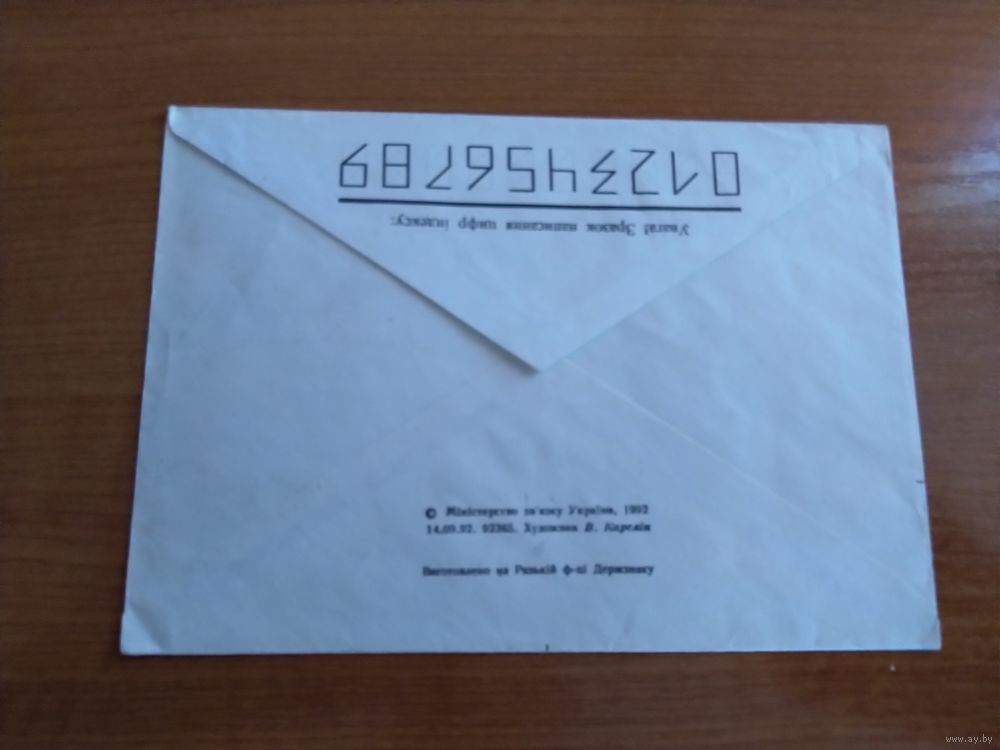 Увага! Зразок написання цифр індексу:
0123456789
© Міністерство зв'язку України, 1992
14.09.92. 92365. Художник В. Карелін
Виготовлено на Ризькій ф-ці Держзнаку
www.ay.by